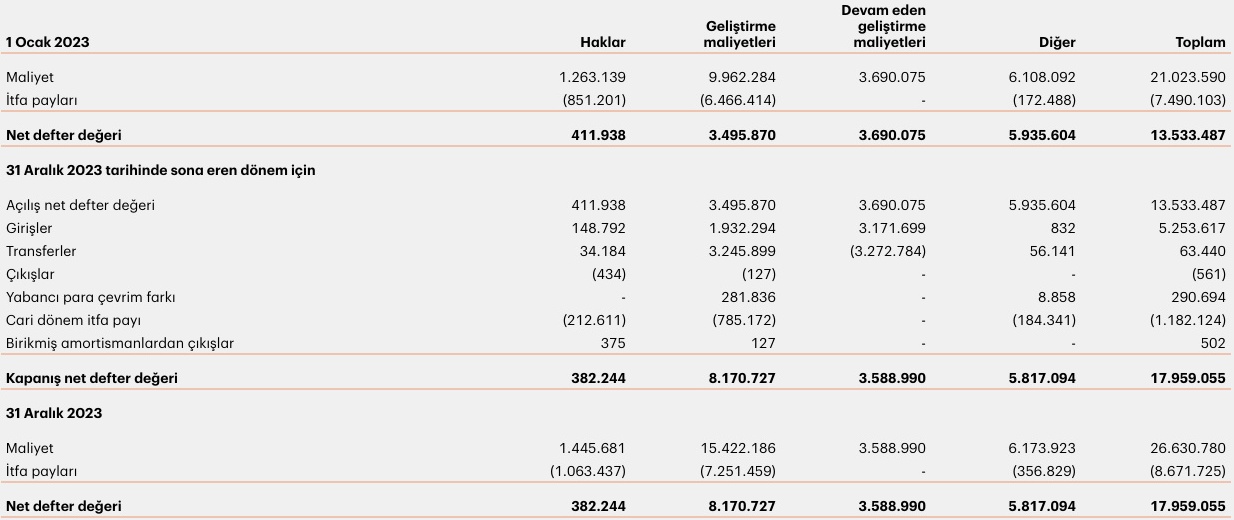 1 Ocak 2023 Haklar Geliştirme maliyetleri Devam eden geliştirme maliyetleri Diğer Toplam
Maliyet 1.263.139 9.962.284 3.690.075 6.108.092 21.023.590
İtfa payları (851.201) (6.466.414) - (172.488) (7.490.103)
Net defter değeri 411.938 3.495.870 3.690.075 5.935.604 13.533.487
31 Aralık 2023 tarihinde sona eren dönem için
Açılış net defter değeri 411.938 3.495.870 3.690.075 5.935.604 13.533.487
Girişler 148.792 1.932.294 3.171.699 832 5.253.617
Transferler 34.184 3.245.899 (3.272.784) 56.141 63.440
Çıkışlar (434) (127) - - (561)
Yabancı para çevrim farkı - 281.836 - 8.858 290.694
Cari dönem itfa payı (212.611) (785.172) - (184.341) (1.182.124)
Birikmiş amortismanlardan çıkışlar 375 127 - - 502
Kapanış net defter değeri 382.244 8.170.727 3.588.990 5.817.094 17.959.055
31 Aralık 2023
Maliyet 1.445.681 15.422.186 3.588.990 6.173.923 26.630.780
İtfa payları (1.063.437) (7.251.459) - (356.829) (8.671.725)
Net defter değeri 382.244 8.170.727 3.588.990 5.817.094 17.959.055